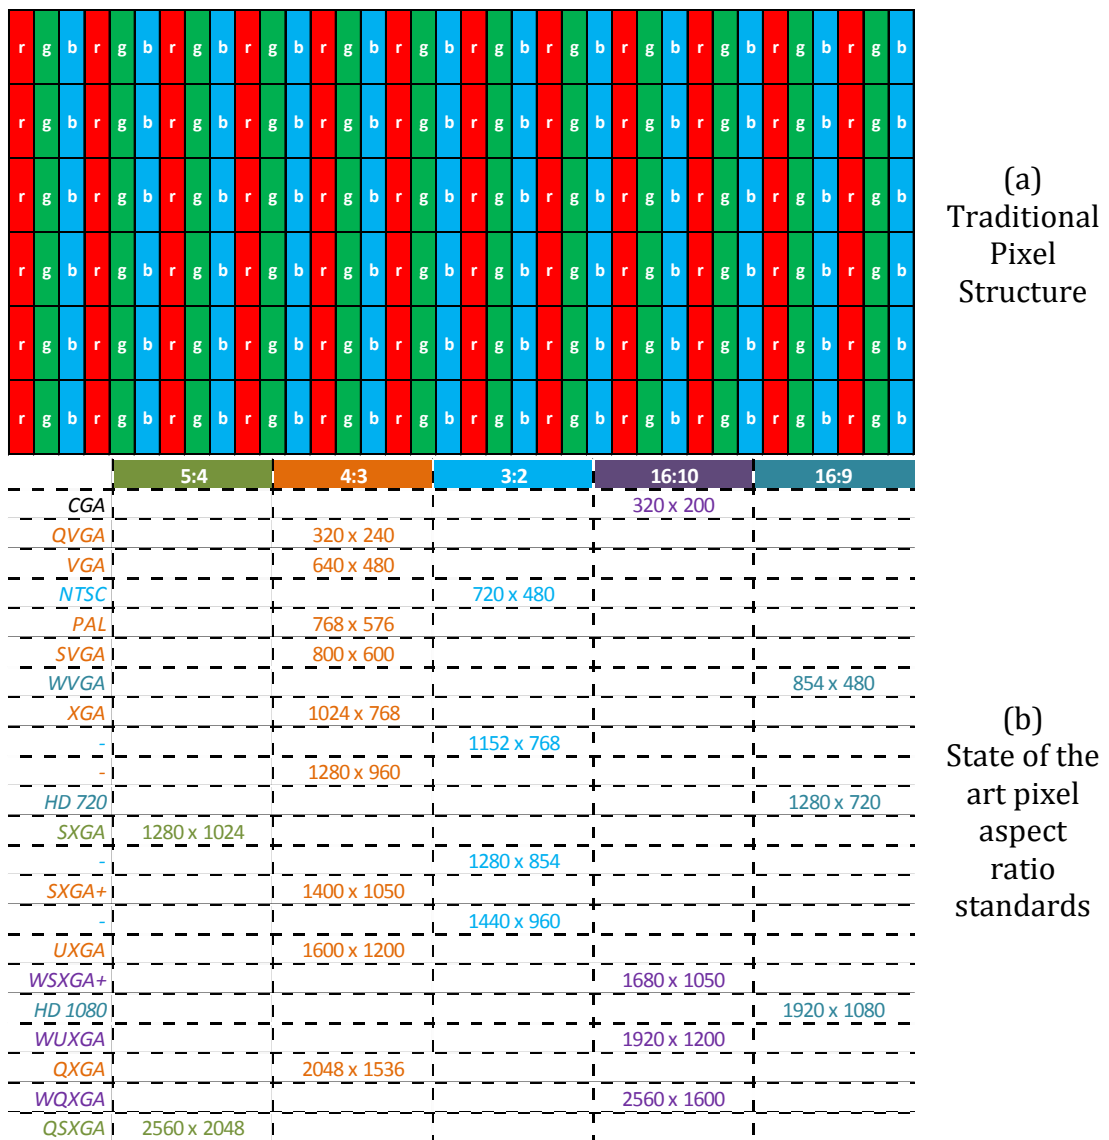 r g b r g b r g b r g b r g b r g b r g b r g b r g b r g b r g b r g b
r g b r g b r g b r g b r g b r g b r g b r g b r g b r g b r g b r g b
r g b r g b r g b r g b r g b r g b r g b r g b r g b r g b r g b r g b
r g b r g b r g b r g b r g b r g b r g b r g b r g b r g b r g b r g b
r g b r g b r g b r g b r g b r g b r g b r g b r g b r g b r g b r g b
r g b r g b r g b r g b r g b r g b r g b r g b r g b r g b r g b r g b
(a)
Traditional
Pixel
Structure
5:4 4:3 3:2 16:10 16:9
CGA 320 x 200
QVGA 320 x 240
VGA 640 x 480
NTSC 720 x 480
PAL 768 x 576
SVGA 800 x 600
WVGA 854 x 480
XGA 1024 x 768
- 1152 x 768
- 1280 x 960
HD 720 1280 x 720
SXGA 1280 x 1024
- 1280 x 854
SXGA+ 1400 x 1050
- 1440 x 960
UXGA 1600 x 1200
WSXGA+ 1680 x 1050
HD 1080 1920 x 1080
WUXGA 1920 x 1200
QXGA 2048 x 1536
WQXGA 2560 x 1600
QSXGA 2560 x 2048
(b)
State of the
art pixel
aspect
ratio
standards